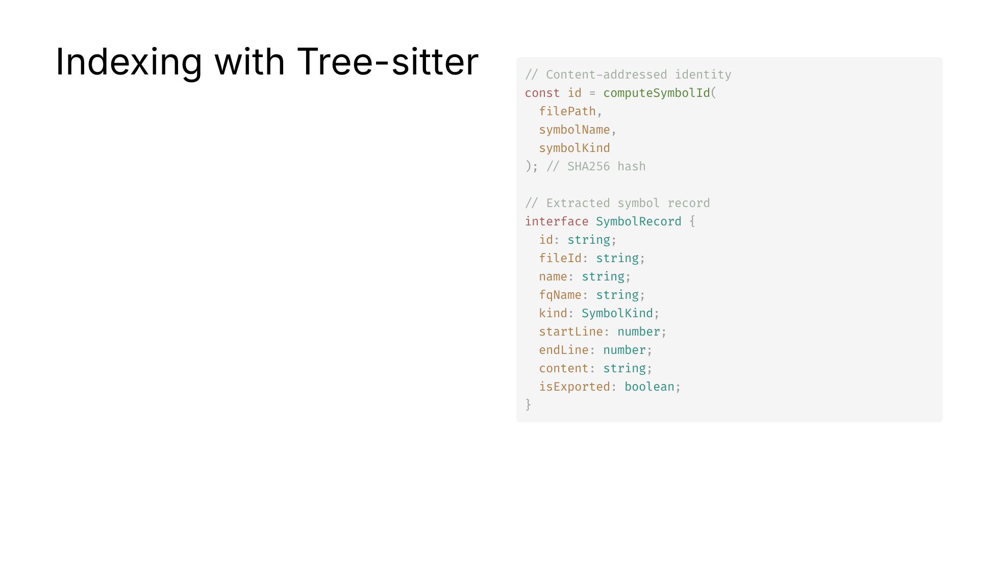 Indexing with Tree-sitter
// Content-addressed identity
const id = computeSymbolId(
  filePath,
  symbolName,
  symbolKind
); // SHA256 hash

// Extracted symbol record
interface SymbolRecord {
  id: string;
  fileId: string;
  name: string;
  fqName: string;
  kind: SymbolKind;
  startLine: number;
  endLine: number;
  content: string;
  isExported: boolean;
}